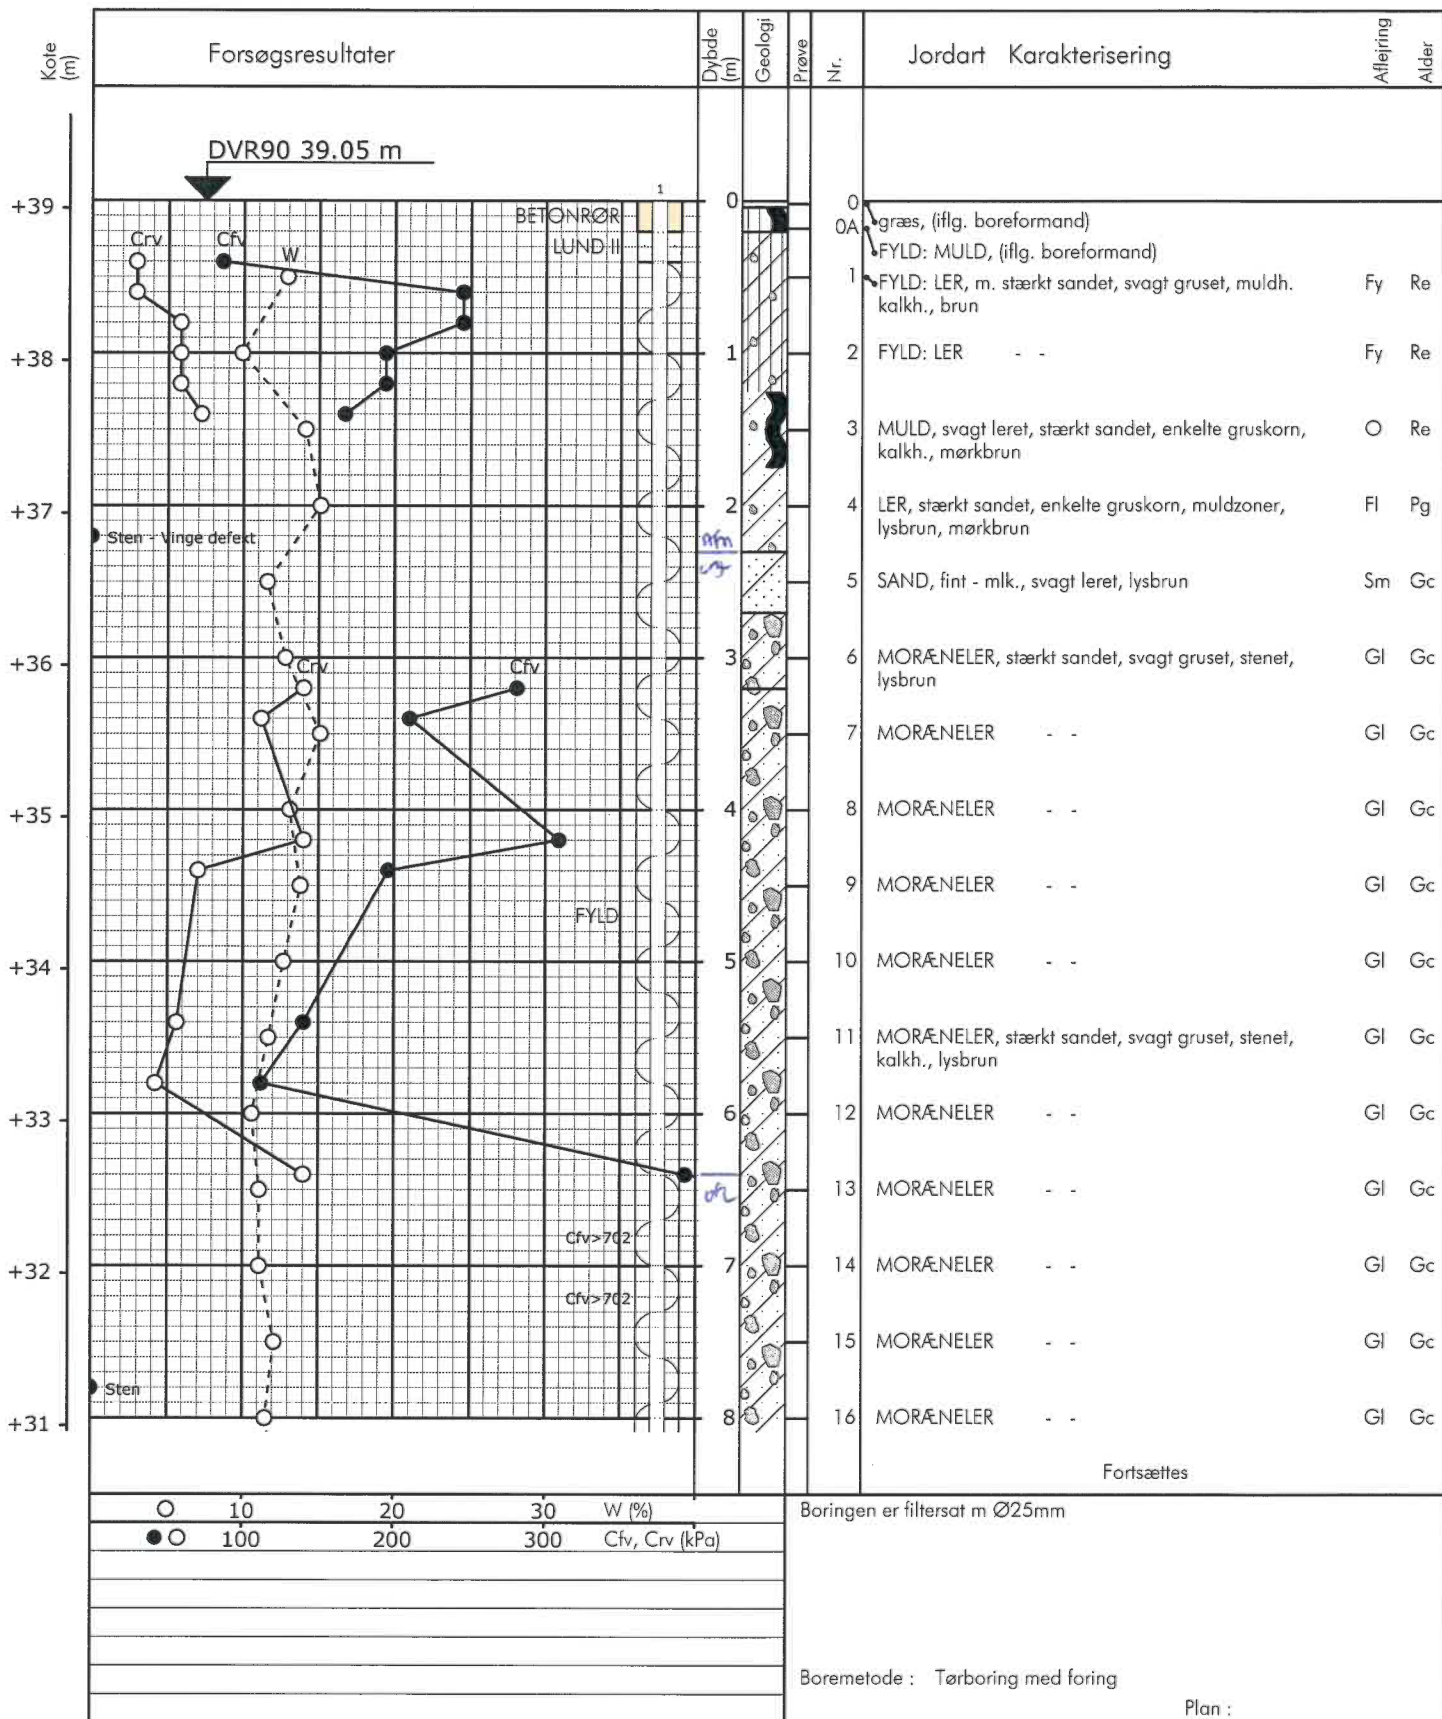 Kote (m)
Forsøgsresultater
Dybde (m)
Geologi
Prøve
Nr.
Jordart Karakterisering
Aflejring
Alder
DVR90 39.05 m
+39
+38
+37
+36
+35
+34
+33
+32
+31
1
BETONRØR
LUND II
Crv
Cfv
W
Sten - Vinge defekt
Crv
Cfv
FYLD
Cfv>702
Cfv>702
Sten
0
1
2
3
4
5
6
7
8
0 græs, (iflg. boreformand)
0A FYLD: MULD, (iflg. boreformand)
1 FYLD: LER, m. stærkt sandet, svagt gruset, muldh. Fy Re
kalkh., brun
2 FYLD: LER - - Fy Re
3 MULD, svagt leret, stærkt sandet, enkelte gruskorn, O Re
kalkh., mørkbrun
4 LER, stærkt sandet, enkelte gruskorn, muldzoner, Fl Pg
lysbrun, mørkbrun
5 SAND, fint - mlk., svagt leret, lysbrun Sm Gc
6 MORÆNELER, stærkt sandet, svagt gruset, stenet, Gl Gc
lysbrun
7 MORÆNELER - - Gl Gc
8 MORÆNELER - - Gl Gc
9 MORÆNELER - - Gl Gc
10 MORÆNELER - - Gl Gc
11 MORÆNELER, stærkt sandet, svagt gruset, stenet, Gl Gc
kalkh., lysbrun
12 MORÆNELER - - Gl Gc
13 MORÆNELER - - Gl Gc
14 MORÆNELER - - Gl Gc
15 MORÆNELER - - Gl Gc
16 MORÆNELER - - Gl Gc
Fortsættes
10 20 30 W (%)
100 200 300 Cfv, Crv (kPa)
Boringen er filtersat m Ø25mm
Boremetode : Tørboring med foring
Plan :